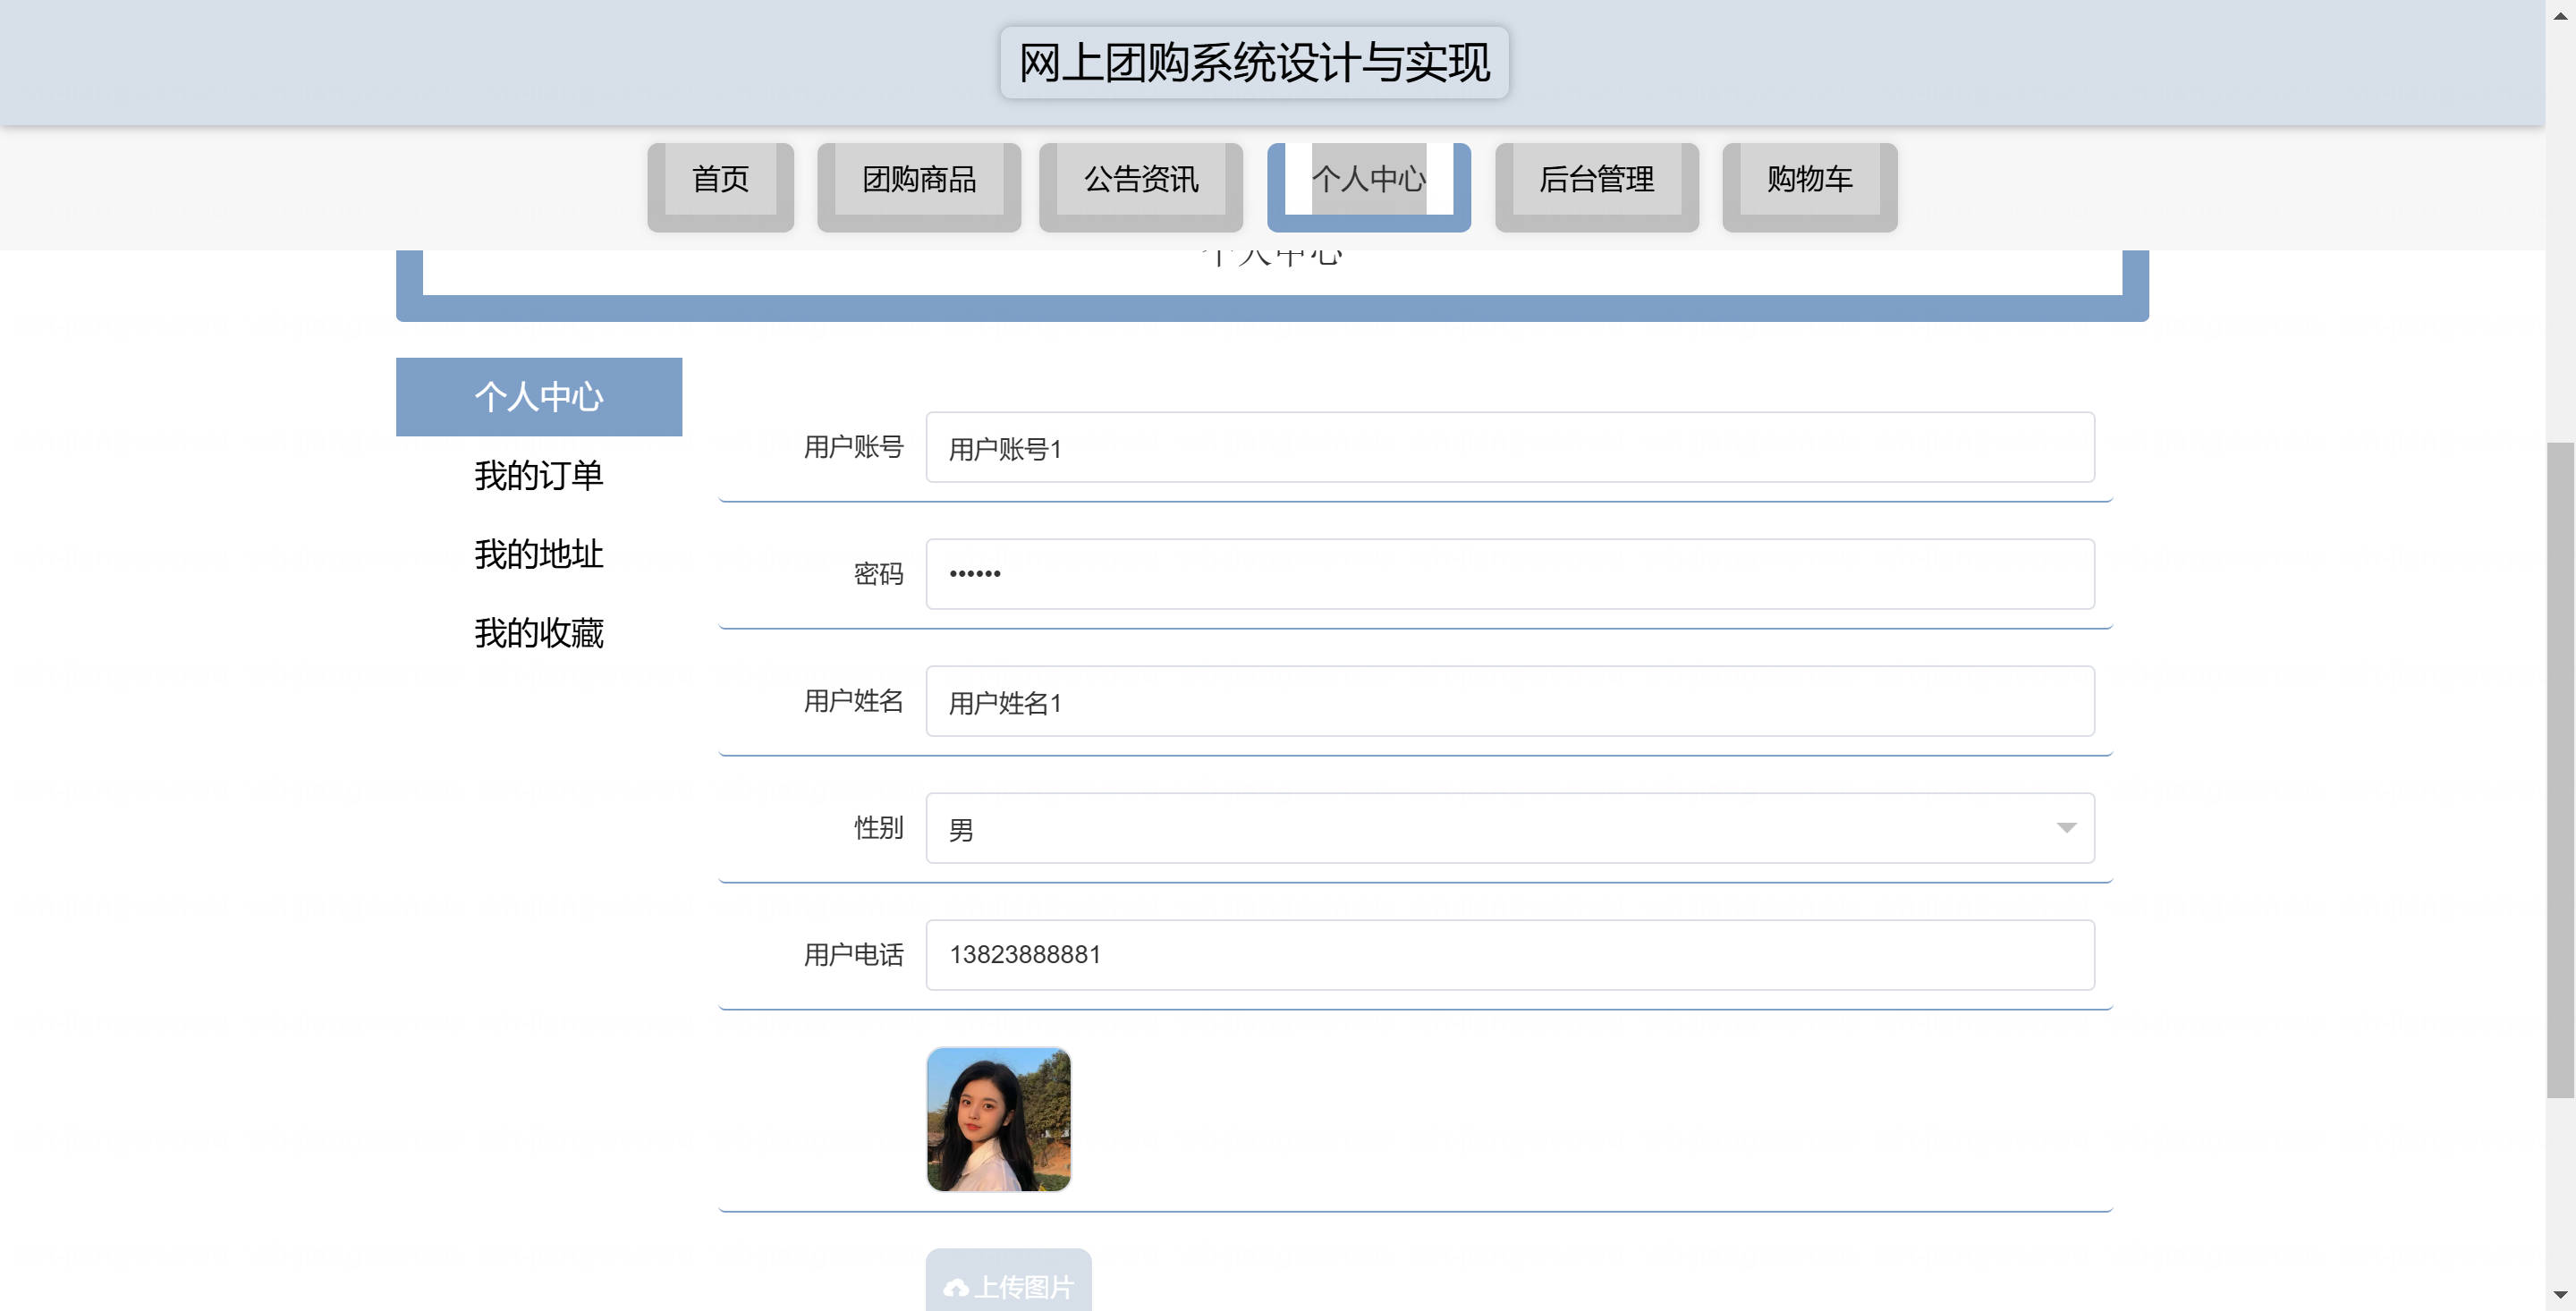 网上团购系统设计与实现
首页 团购商品 公告资讯 个人中心 后台管理 购物车
个人中心
个人中心
我的订单
我的地址
我的收藏
用户账号 用户账号1
密码 ••••••
用户姓名 用户姓名1
性别 男
用户电话 13823888881
上传图片